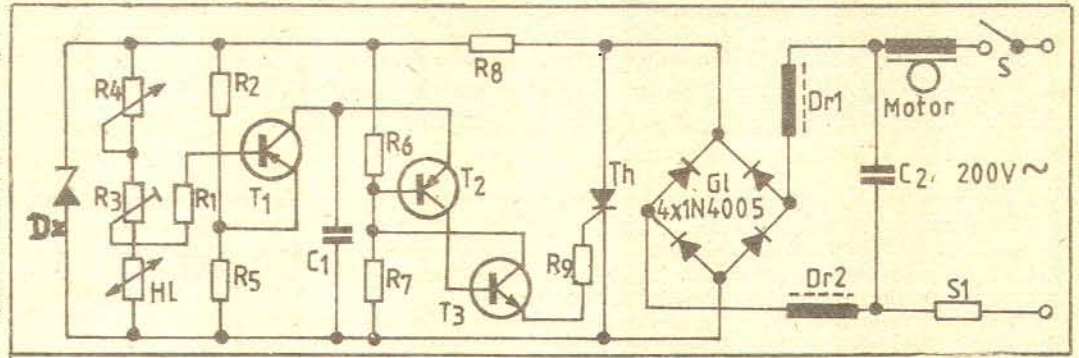 R4
R2
R8
Dr1
S
Motor
R3
R1
T1
R6
T2
Th
Gl
4x1N4005
C2, 200V~
Dz
HL
R5
C1
R7
T3
R9
Dr2
S1